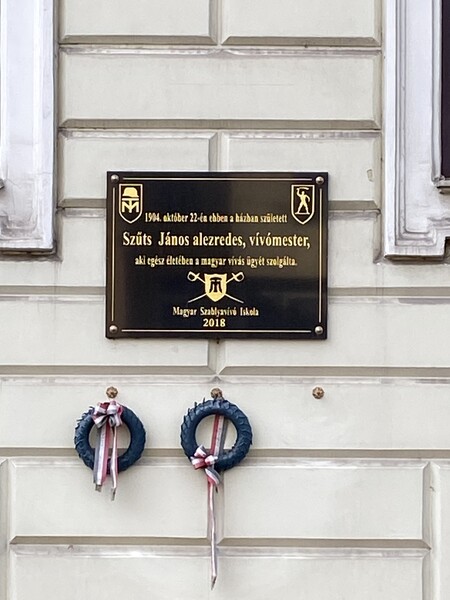 1904. október 22-én ebben a házban született
Szűts János alezredes, vívómester,
aki egész életében a magyar vívás ügyét szolgálta.
Magyar Szablyavívó Iskola
2018